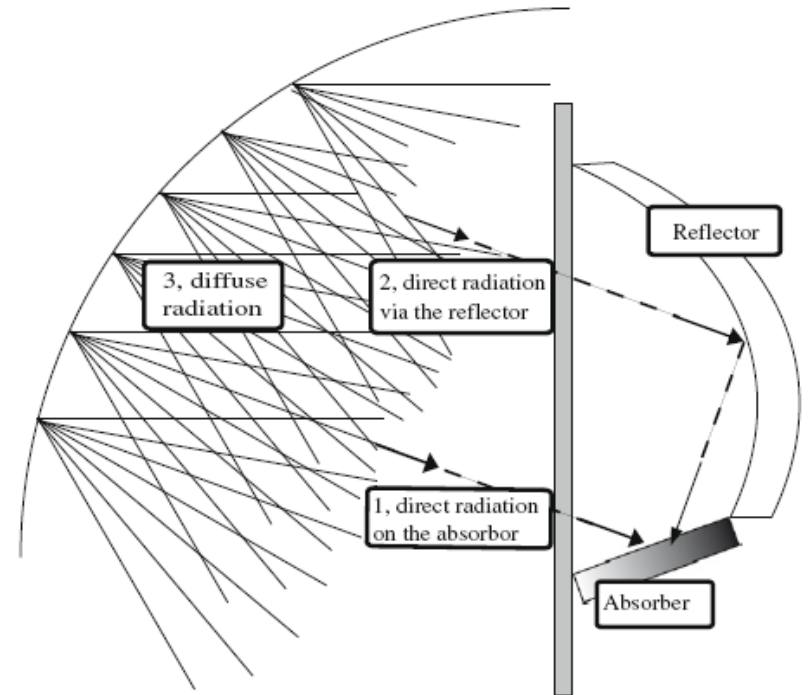 Reflector
3, diffuse
radiation
2, direct radiation
via the reflector
1, direct radiation
on the absorbor
Absorber